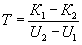 T = (K₁ − K₂) / (U₂ − U₁)